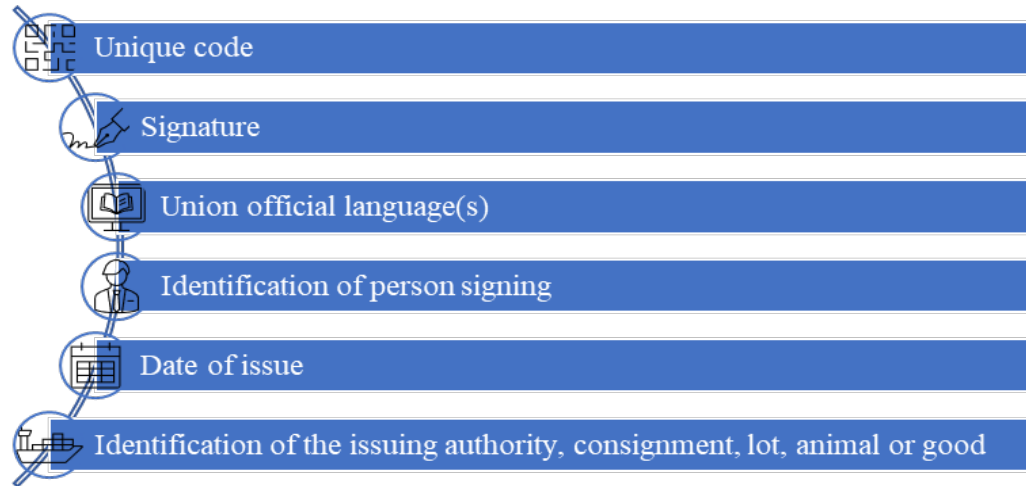 Unique code
Signature
Union official language(s)
Identification of person signing
Date of issue
Identification of the issuing authority, consignment, lot, animal or good